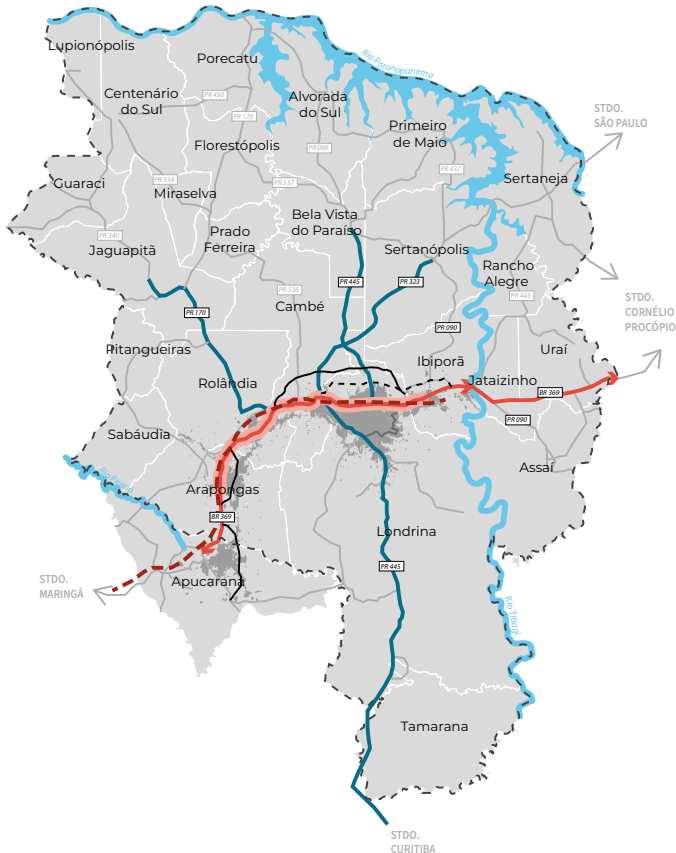 Lupionópolis
Porecatu
Rio Paranapanema
Centenário
do Sul
PR 450
PR 170
Alvorada
do Sul
STDO.
SÃO PAULO
Primeiro
de Maio
Florestópolis
PR 090
PR 437
Guaraci
PR 534
Miraselva
PR 537
Sertaneja
Bela Vista
do Paraíso
PR 340
Prado
Ferreira
Jaguapitã
Sertanópolis
Rancho
Alegre
PR 445
PR 323
PR 536
PR 443
Cambé
PR 170
STDO.
CORNÉLIO
PROCÓPIO
PR 090
Pitangueiras
Uraí
Ibiporã
Rolândia
Jataizinho
BR 369
PR 090
Sabáudia
Assaí
Arapongas
BR 369
Londrina
PR 445
Apucarana
STDO.
MARINGÁ
Rio Tibagi
Tamarana
STDO.
CURITIBA